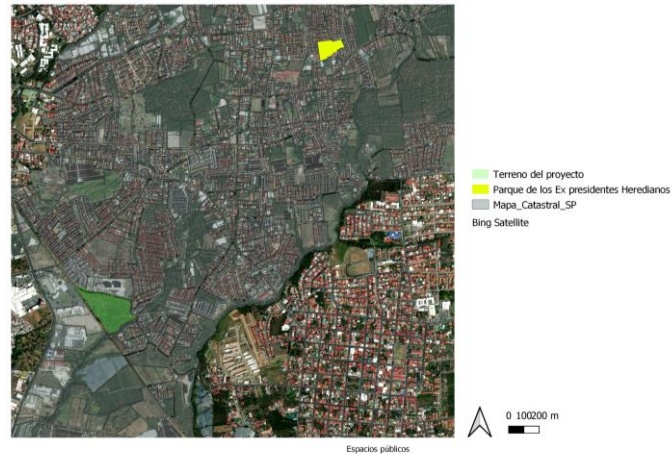 Terreno del proyecto
Parque de los Ex presidentes Heredianos
Mapa_Catastral_SP
Bing Satellite
0 100200 m
Espacios públicos